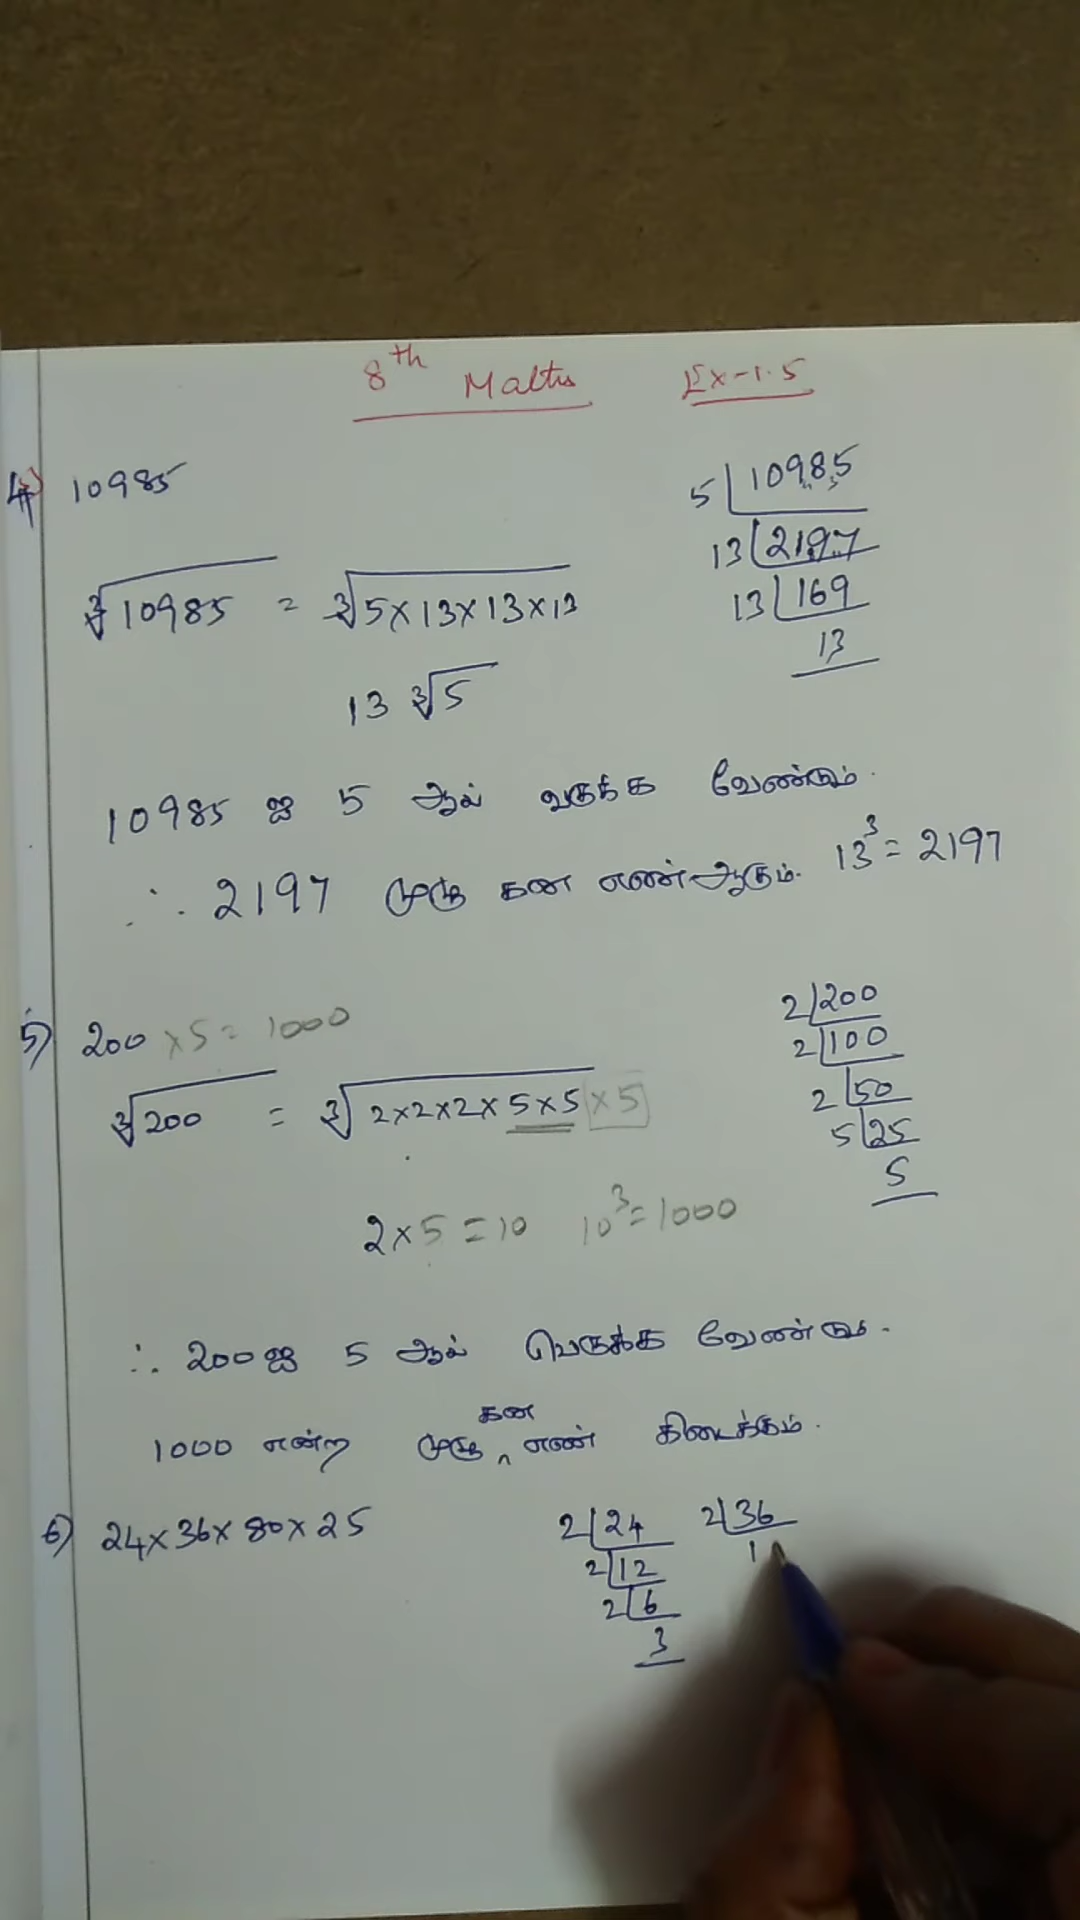 8th Maths Ex-1.5
4) 10985
5 | 10985
13 | 2197
13 | 169
13
∛10985 = ∛5×13×13×13
13 ∛5
10985 ஐ 5 ஆல் வகுக்க வேண்டும்.
∴ 2197 முழு கன எண் ஆகும். 13³ = 2197
5) 200 × 5 = 1000
2 | 200
2 | 100
2 | 50
5 | 25
5
∛200 = ∛2×2×2×5×5×5
2×5 = 10 10³ = 1000
∴ 200 ஐ 5 ஆல் பெருக்க வேண்டும்.
1000 என்ற முழு கன எண் கிடைக்கும்.
6) 24×36×80×25
2 | 24 2 | 36
2 | 12 1
2 | 6
3